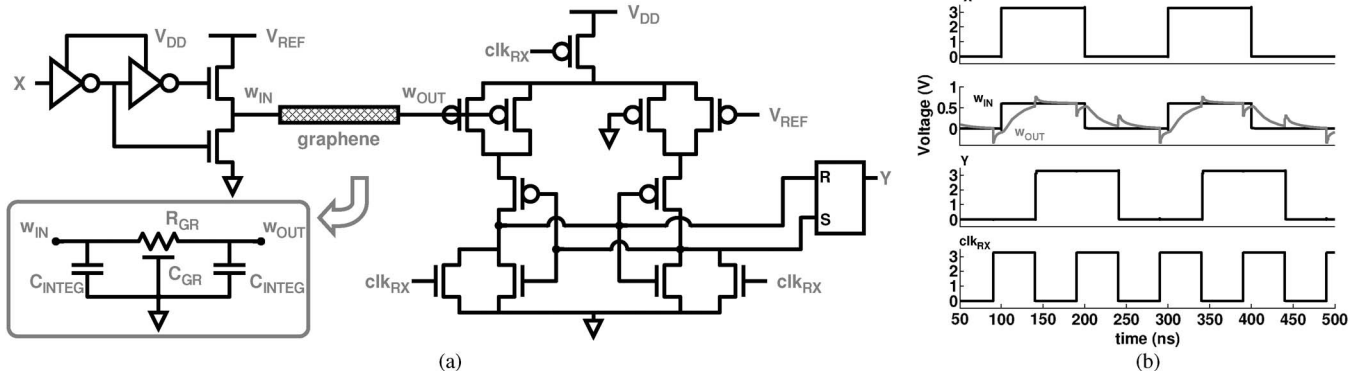 V_DD
V_REF
X
w_IN
graphene
w_OUT
clk_RX
V_DD
V_REF
R
S
Y
clk_RX
clk_RX
w_IN
R_GR
w_OUT
C_INTEG
C_GR
C_INTEG
(a)
3
2
1
0
Voltage (V)
1
0.5
0
w_IN
w_OUT
Y
3
2
1
0
clk_RX
3
2
1
0
50 100 150 200 250 300 350 400 450 500
time (ns)
(b)